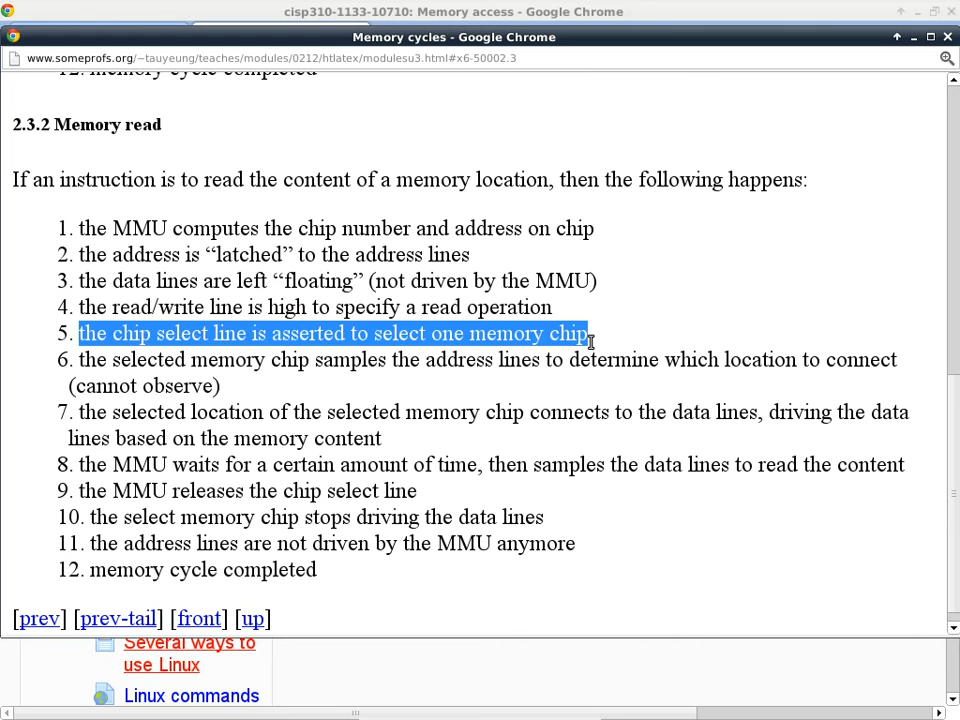 cisp310-1133-10710: Memory access - Google Chrome
Memory cycles - Google Chrome
www.someprofs.org/~tauyeung/teaches/modules/0212/htlatex/modulesu3.html#x6-50002.3
12. memory cycle completed
2.3.2 Memory read
If an instruction is to read the content of a memory location, then the following happens:
1. the MMU computes the chip number and address on chip
2. the address is “latched” to the address lines
3. the data lines are left “floating” (not driven by the MMU)
4. the read/write line is high to specify a read operation
5. the chip select line is asserted to select one memory chip
6. the selected memory chip samples the address lines to determine which location to connect
(cannot observe)
7. the selected location of the selected memory chip connects to the data lines, driving the data
lines based on the memory content
8. the MMU waits for a certain amount of time, then samples the data lines to read the content
9. the MMU releases the chip select line
10. the select memory chip stops driving the data lines
11. the address lines are not driven by the MMU anymore
12. memory cycle completed
[prev] [prev-tail] [front] [up]
Several ways to
use Linux
Linux commands